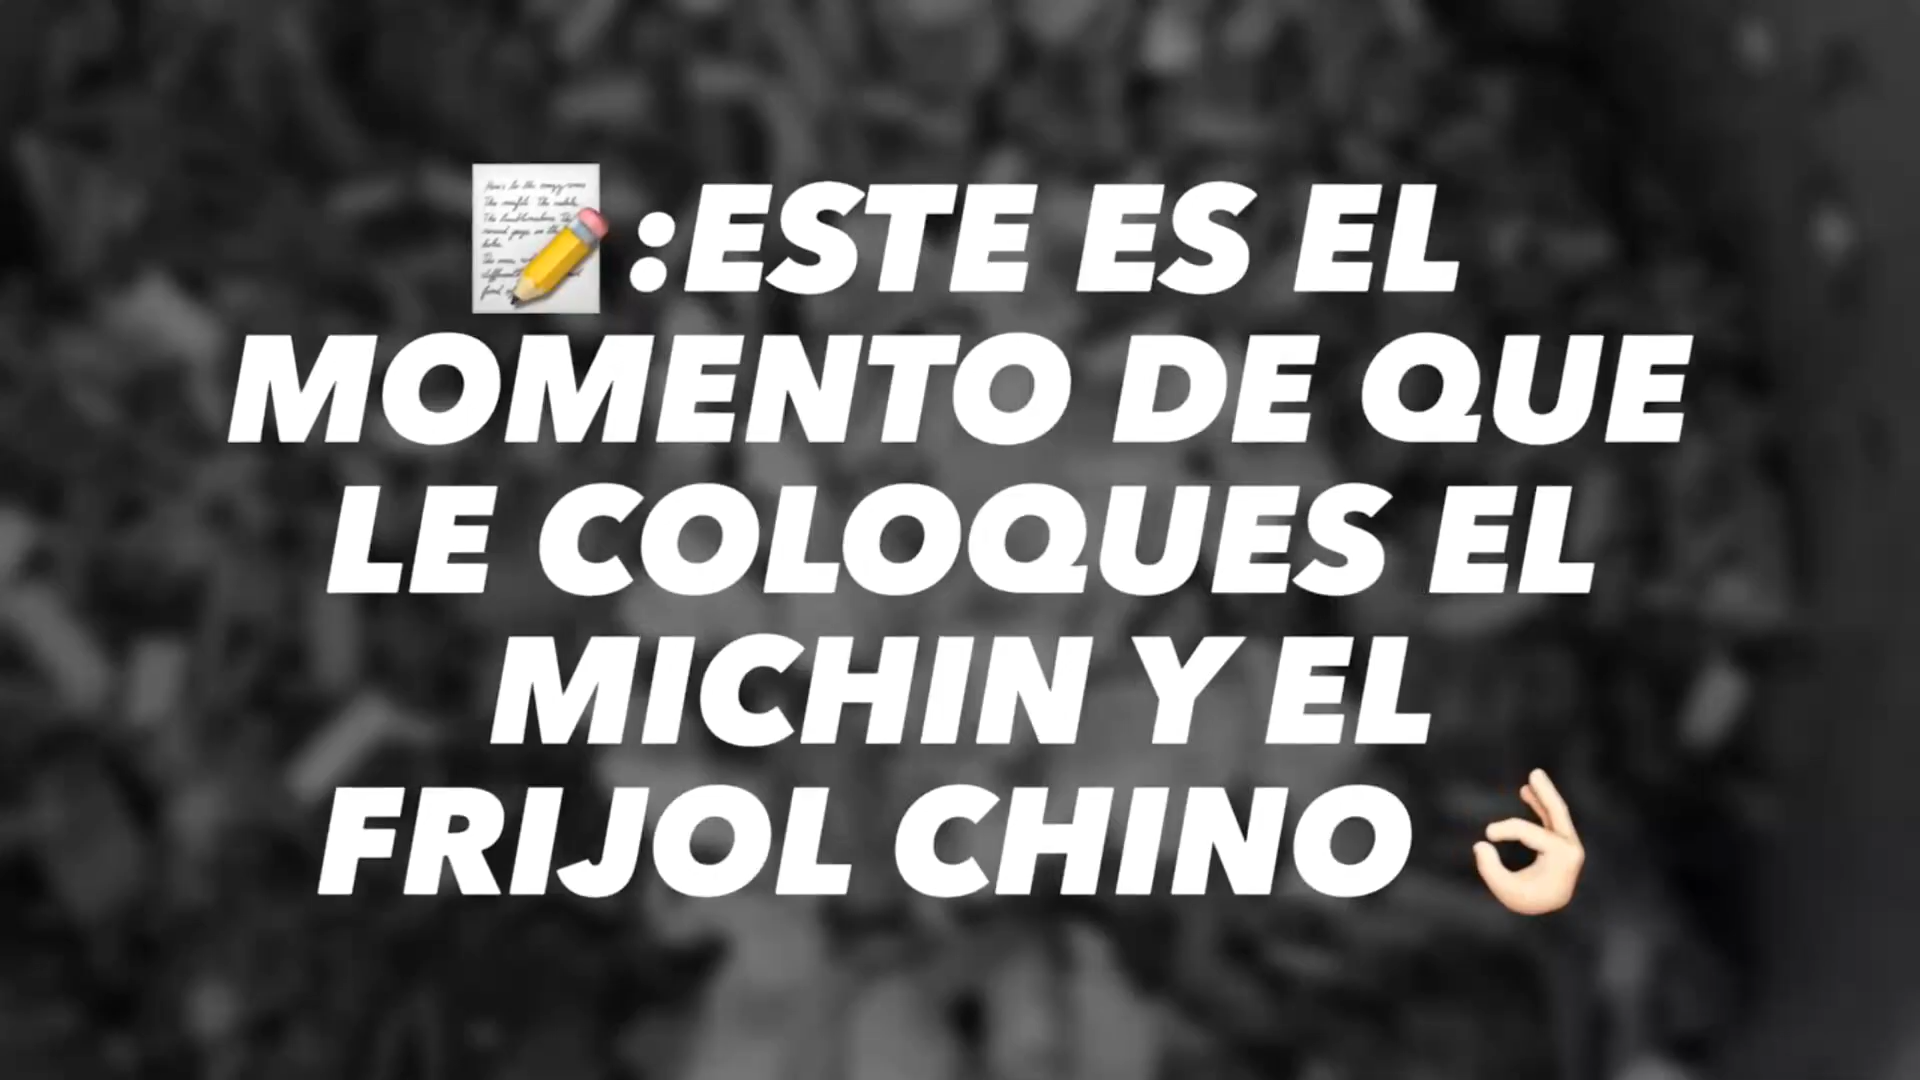 📝:ESTE ES EL
MOMENTO DE QUE
LE COLOQUES EL
MICHIN Y EL
FRIJOL CHINO 👌🏻